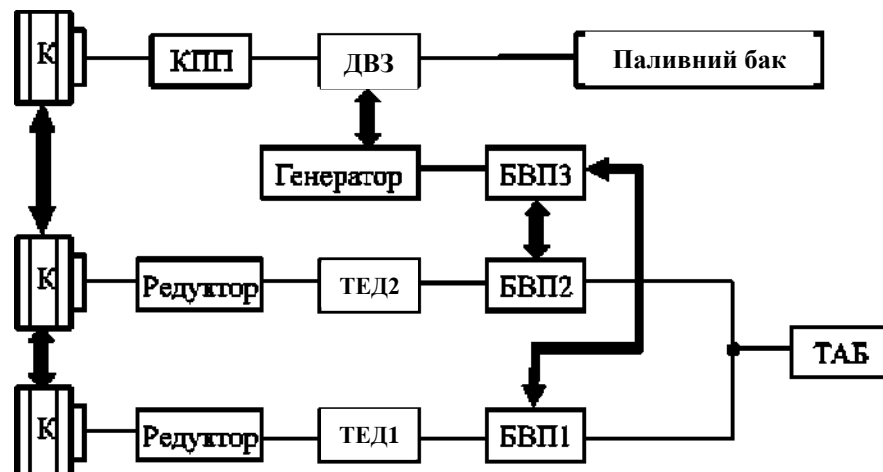 К
КПП
ДВЗ
Паливний бак
Генератор
БВП3
К
Редуктор
ТЕД2
БВП2
ТАБ
К
Редуктор
ТЕД1
БВП1